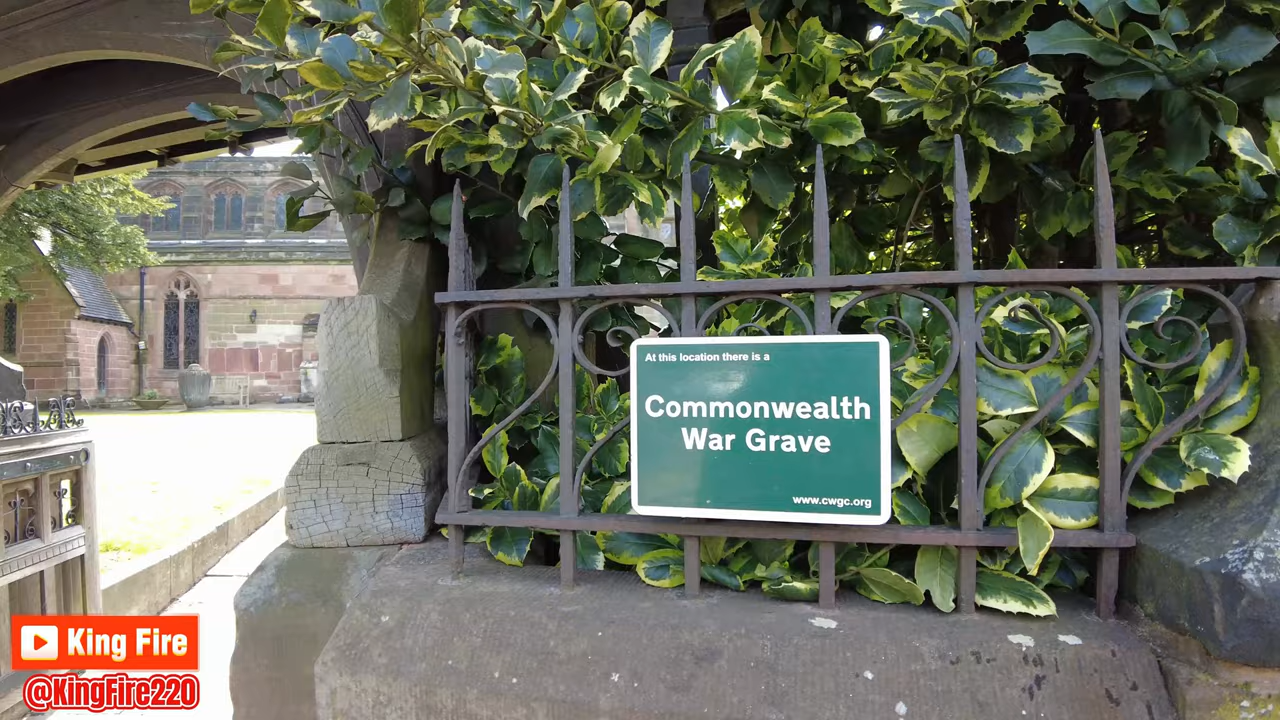 At this location there is a
Commonwealth
War Grave
www.cwgc.org
King Fire
@KingFire220